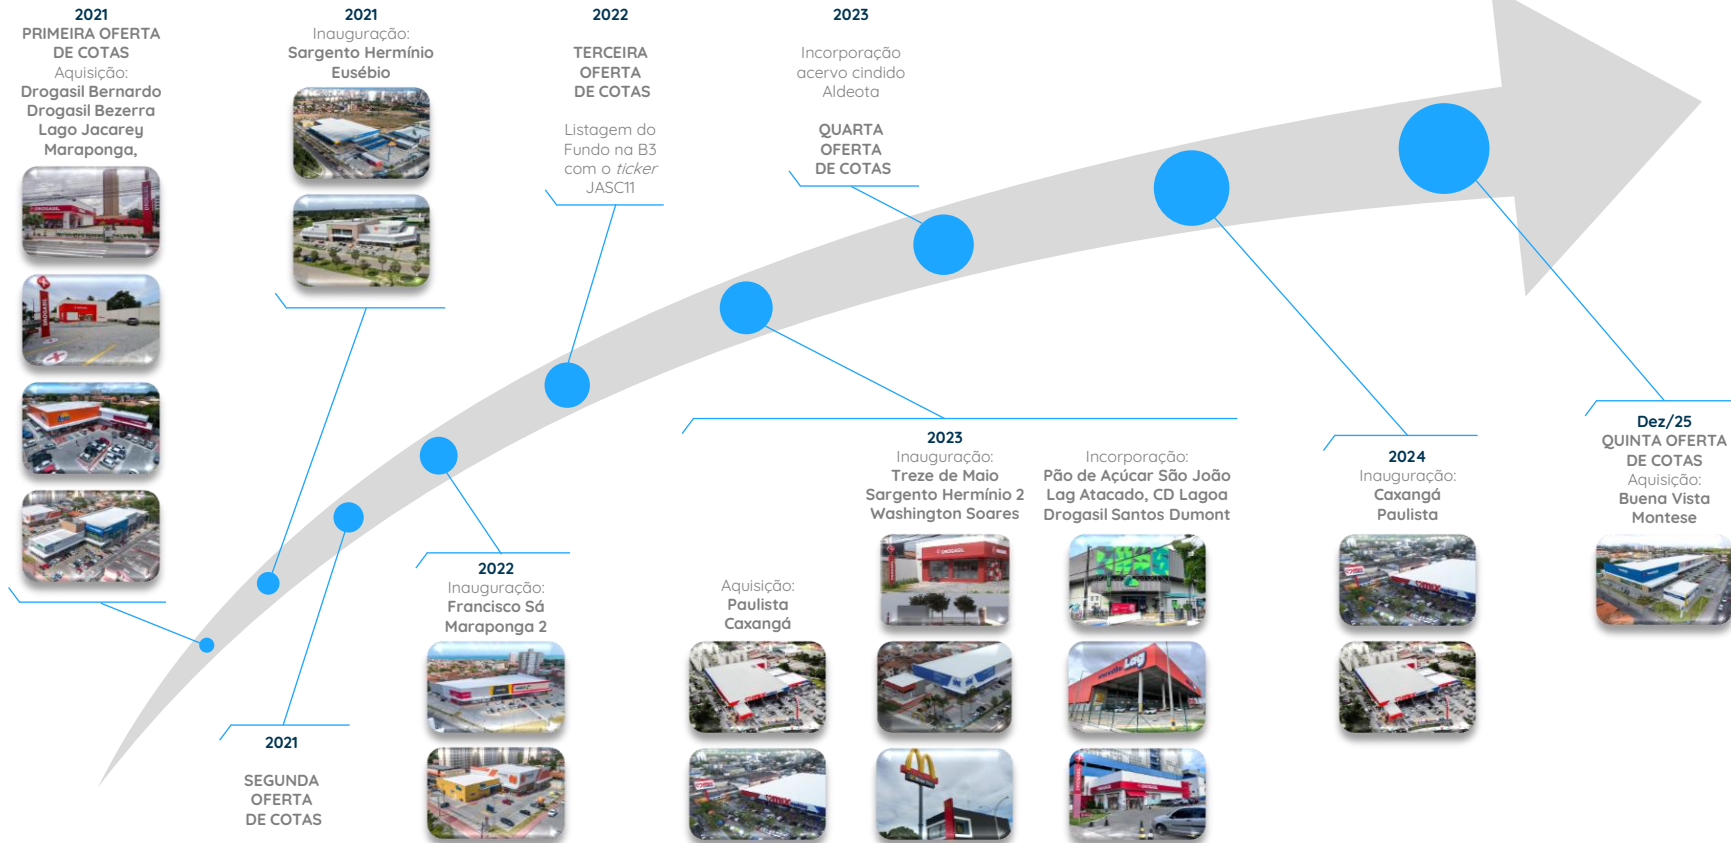 2021
PRIMEIRA OFERTA
DE COTAS
Aquisição:
Drogasil Bernardo
Drogasil Bezerra
Lago Jacarey
Maraponga,
2021
Inauguração:
Sargento Hermínio
Eusébio
2022
TERCEIRA
OFERTA
DE COTAS
Listagem do
Fundo na B3
com o ticker
JASC11
2023
Incorporação
acervo cindido
Aldeota
QUARTA
OFERTA
DE COTAS
2021
SEGUNDA
OFERTA
DE COTAS
2022
Inauguração:
Francisco Sá
Maraponga 2
2023
Aquisição:
Paulista
Caxangá
Inauguração:
Treze de Maio
Sargento Hermínio 2
Washington Soares
Incorporação:
Pão de Açúcar São João
Lag Atacado, CD Lagoa
Drogasil Santos Dumont
2024
Inauguração:
Caxangá
Paulista
Dez/25
QUINTA OFERTA
DE COTAS
Aquisição:
Buena Vista
Montese
DROGASIL
DROGASIL
DROGASIL
Lag